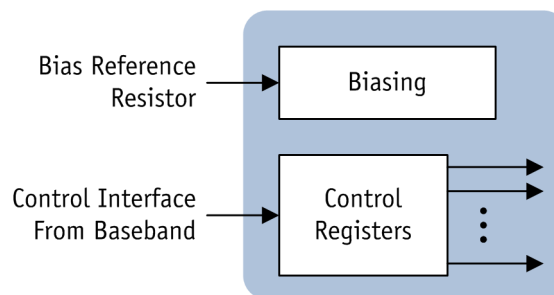 Bias Reference
Resistor
Biasing
Control Interface
From Baseband
Control
Registers